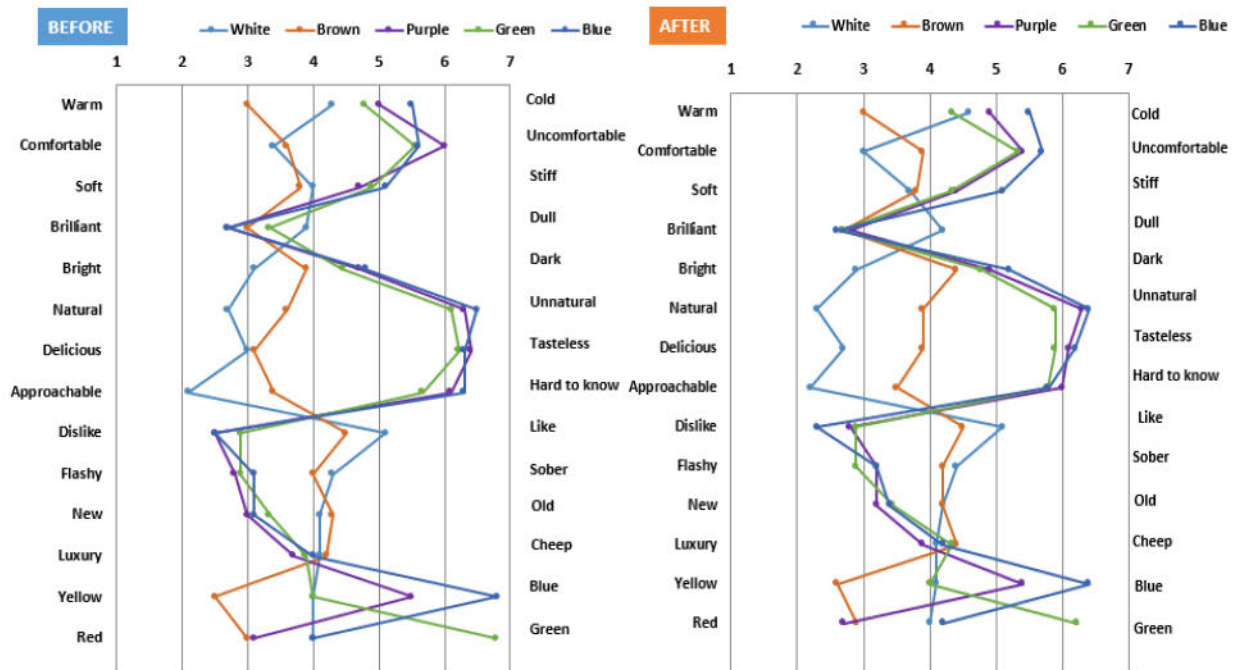 BEFORE
White Brown Purple Green Blue
1 2 3 4 5 6 7
Warm Cold
Comfortable Uncomfortable
Soft Stiff
Brilliant Dull
Bright Dark
Natural Unnatural
Delicious Tasteless
Approachable Hard to know
Dislike Like
Flashy Sober
New Old
Luxury Cheep
Yellow Blue
Red Green
AFTER
White Brown Purple Green Blue
1 2 3 4 5 6 7
Warm Cold
Comfortable Uncomfortable
Soft Stiff
Brilliant Dull
Bright Dark
Natural Unnatural
Delicious Tasteless
Approachable Hard to know
Dislike Like
Flashy Sober
New Old
Luxury Cheep
Yellow Blue
Red Green